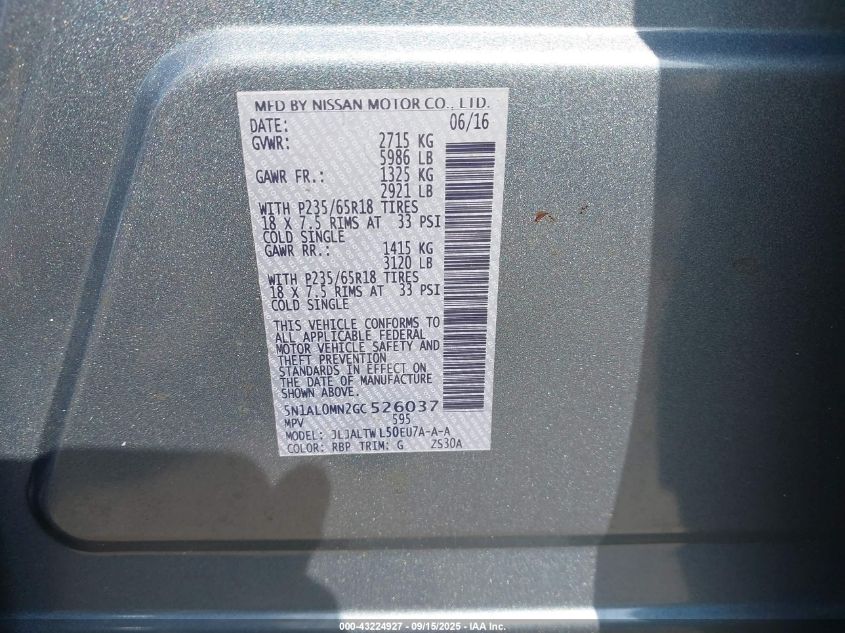 MFD BY NISSAN MOTOR CO., LTD.
DATE: 06/16
GVWR: 2715 KG
5986 LB
GAWR FR.: 1325 KG
2921 LB
WITH P235/65R18 TIRES
18 X 7.5 RIMS AT 33 PSI
COLD SINGLE
GAWR RR.: 1415 KG
3120 LB
WITH P235/65R18 TIRES
18 X 7.5 RIMS AT 33 PSI
COLD SINGLE
THIS VEHICLE CONFORMS TO
ALL APPLICABLE FEDERAL
MOTOR VEHICLE SAFETY AND
THEFT PREVENTION
STANDARDS IN EFFECT ON
THE DATE OF MANUFACTURE
SHOWN ABOVE.
5N1AL0MN2GC526037
MPV 595
MODEL: JLJALTWL50EU7A-A-A
COLOR: RBP TRIM: G 2S30A
000-43224927 - 09/15/2025 - IAA Inc.